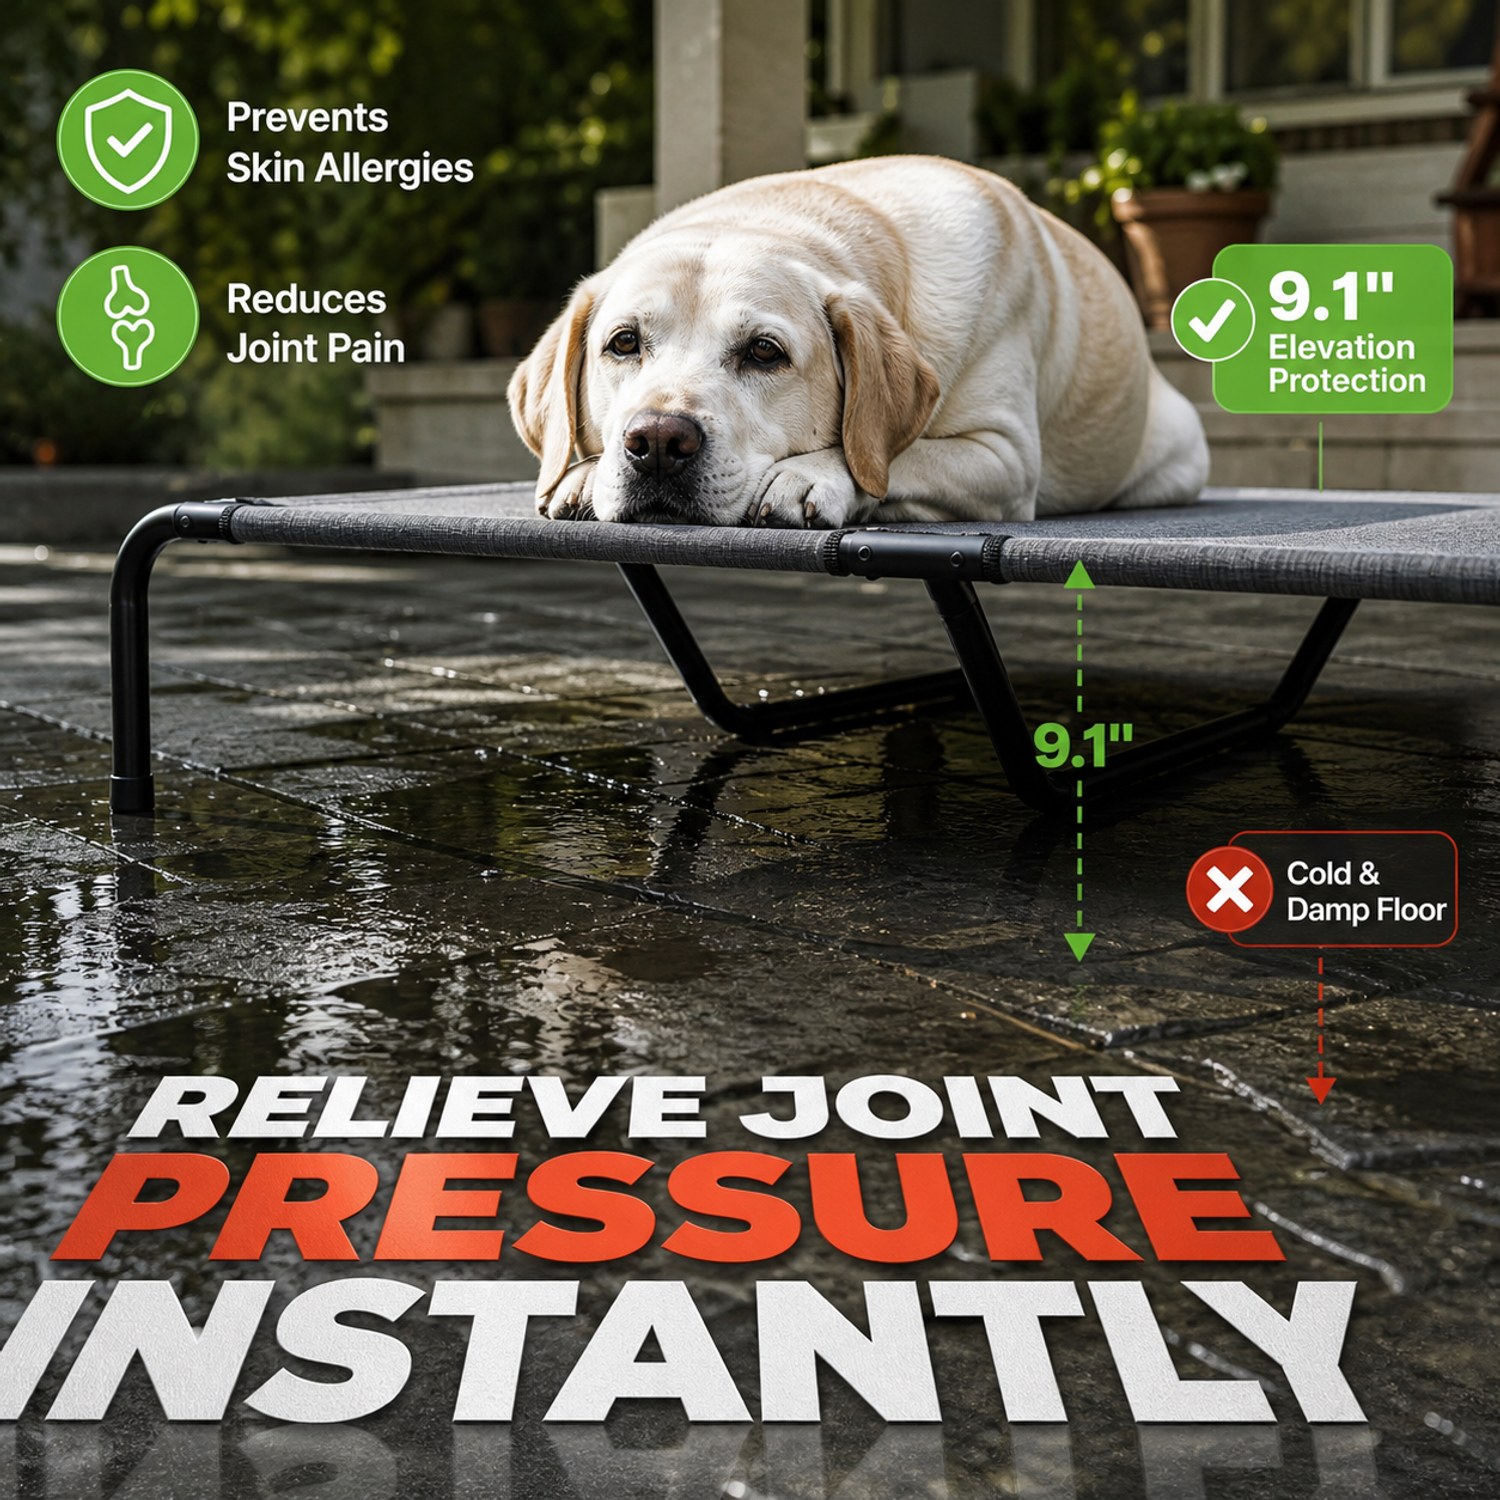 Prevents
Skin Allergies
Reduces
Joint Pain
9.1"
Elevation
Protection
9.1"
Cold &
Damp Floor
RELIEVE JOINT
PRESSURE
INSTANTLY